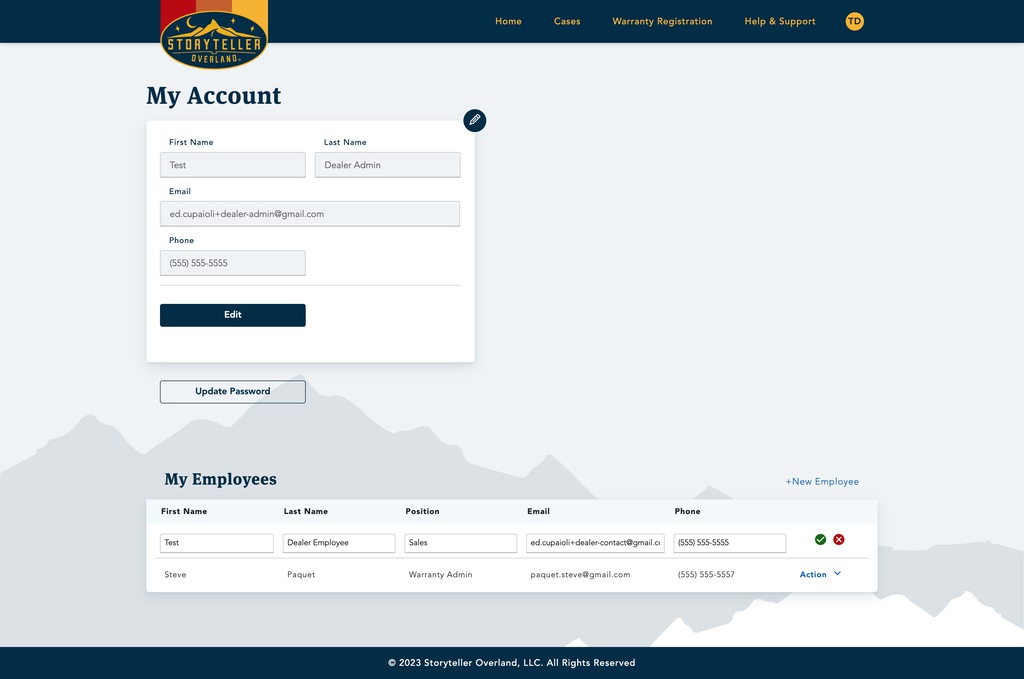 STORYTELLER
OVERLAND
Home Cases Warranty Registration Help & Support TD
My Account
First Name Last Name
Test Dealer Admin
Email
ed.cupaioli+dealer-admin@gmail.com
Phone
(555) 555-5555
Edit
Update Password
My Employees
+New Employee
First Name Last Name Position Email Phone
Test Dealer Employee Sales ed.cupaioli+dealer-contact@gmail.c (555) 555-5555
Steve Paquet Warranty Admin paquet.steve@gmail.com (555) 555-5557 Action
© 2023 Storyteller Overland, LLC. All Rights Reserved